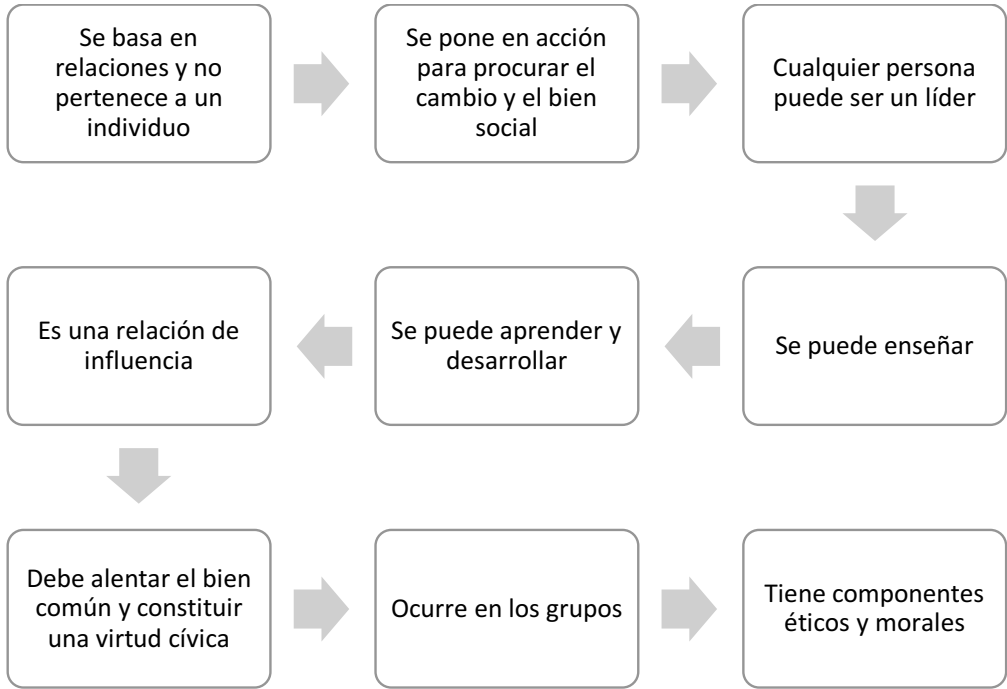 Se basa en
relaciones y no
pertenece a un
individuo
Se pone en acción
para procurar el
cambio y el bien
social
Cualquier persona
puede ser un líder
Se puede enseñar
Se puede aprender y
desarrollar
Es una relación de
influencia
Debe alentar el bien
común y constituir
una virtud cívica
Ocurre en los grupos
Tiene componentes
éticos y morales